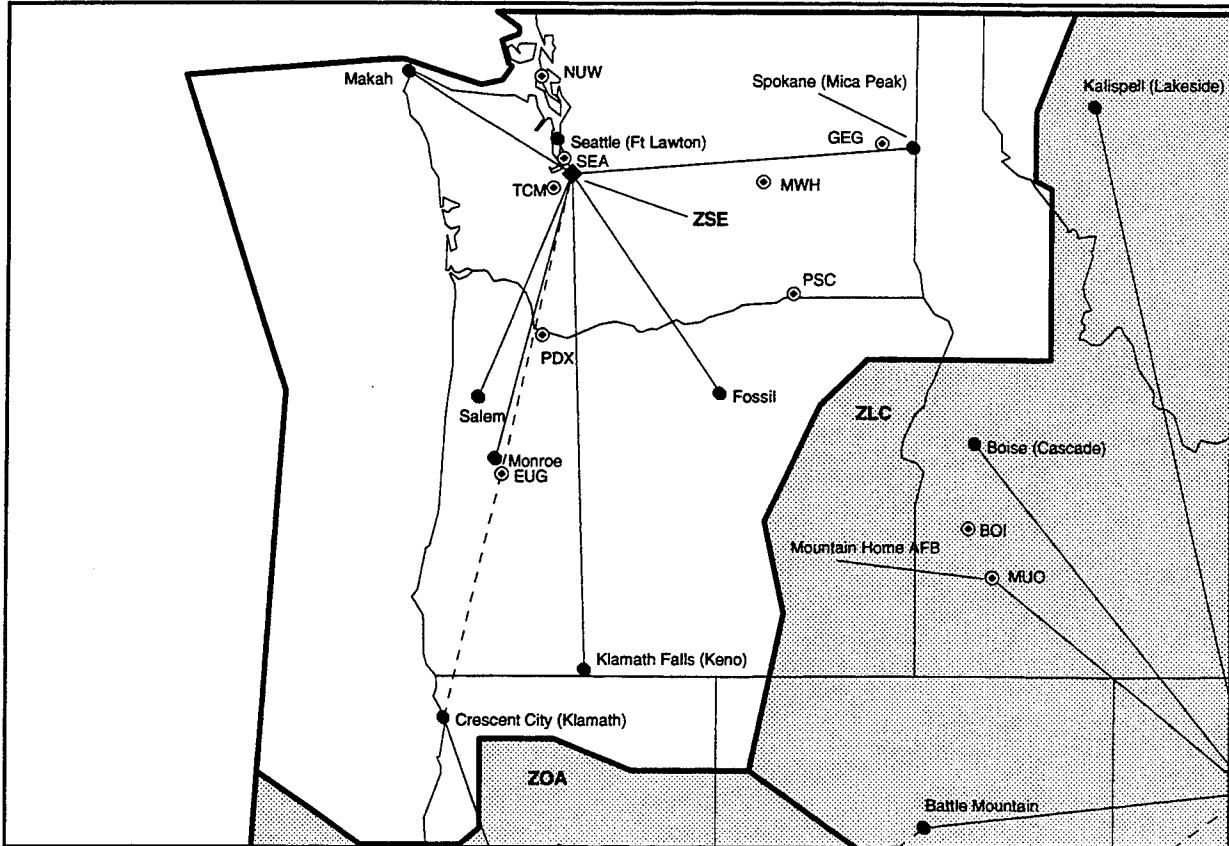 Makah
NUW
Spokane (Mica Peak)
Kalispell (Lakeside)
Seattle (Ft Lawton)
GEG
SEA
TCM
MWH
ZSE
PSC
PDX
Salem
Fossil
ZLC
Monroe
EUG
Boise (Cascade)
BOI
Mountain Home AFB
MUO
Klamath Falls (Keno)
Crescent City (Klamath)
ZOA
Battle Mountain